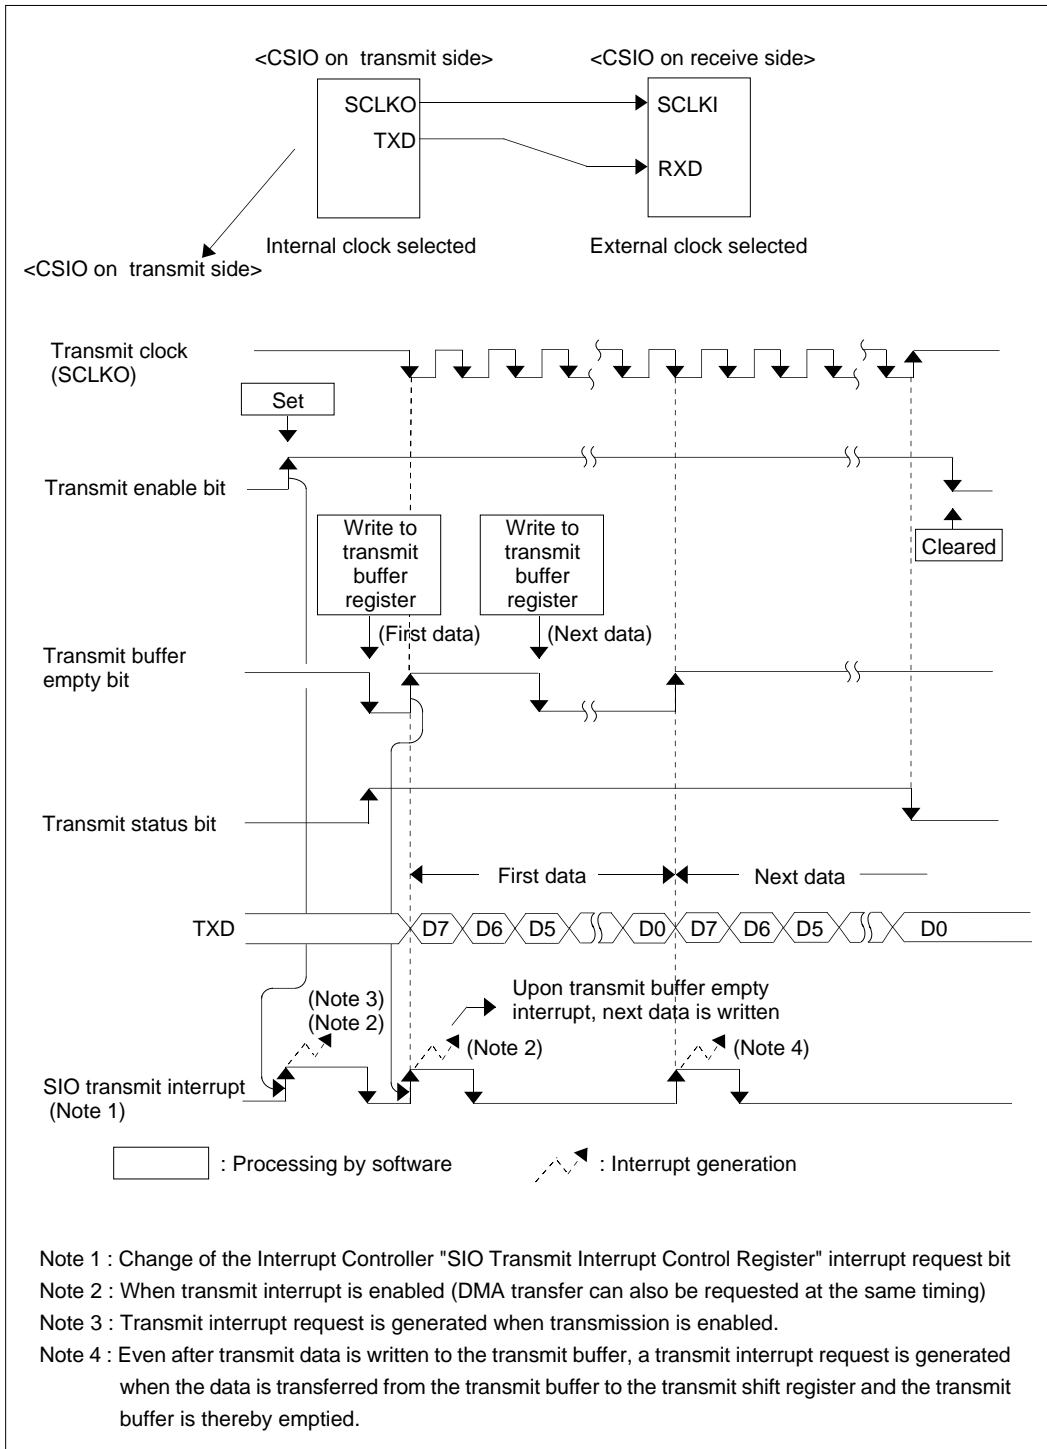 <CSIO on transmit side> <CSIO on receive side>
SCLKO SCLKI
TXD
RXD
Internal clock selected External clock selected
<CSIO on transmit side>
Transmit clock
(SCLKO)
Set
Transmit enable bit
Write to
transmit
buffer
register
Write to
transmit
buffer
register
Cleared
(First data) (Next data)
Transmit buffer
empty bit
Transmit status bit
First data Next data
TXD D7 D6 D5 D0 D7 D6 D5 D0
(Note 3)
(Note 2)
Upon transmit buffer empty
interrupt, next data is written
(Note 2) (Note 4)
SIO transmit interrupt
(Note 1)
: Processing by software : Interrupt generation
Note 1 : Change of the Interrupt Controller "SIO Transmit Interrupt Control Register" interrupt request bit
Note 2 : When transmit interrupt is enabled (DMA transfer can also be requested at the same timing)
Note 3 : Transmit interrupt request is generated when transmission is enabled.
Note 4 : Even after transmit data is written to the transmit buffer, a transmit interrupt request is generated
when the data is transferred from the transmit buffer to the transmit shift register and the transmit
buffer is thereby emptied.